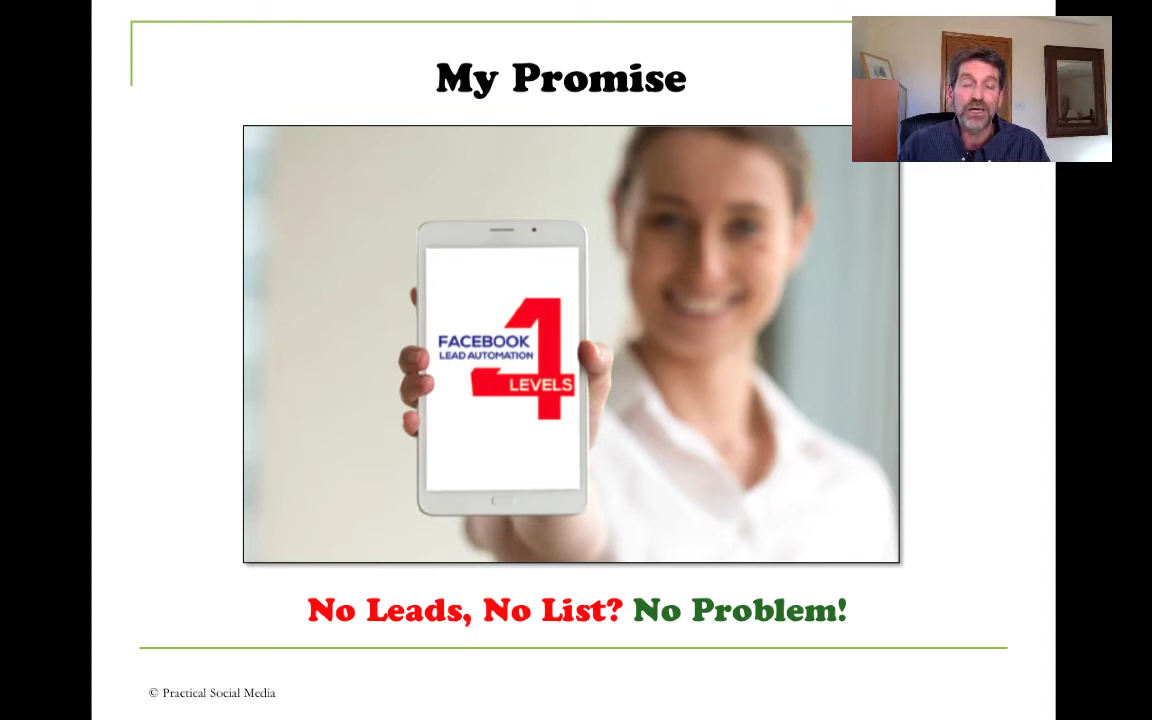 My Promise
FACEBOOK
LEAD AUTOMATION
4
LEVELS
No Leads, No List? No Problem!
© Practical Social Media